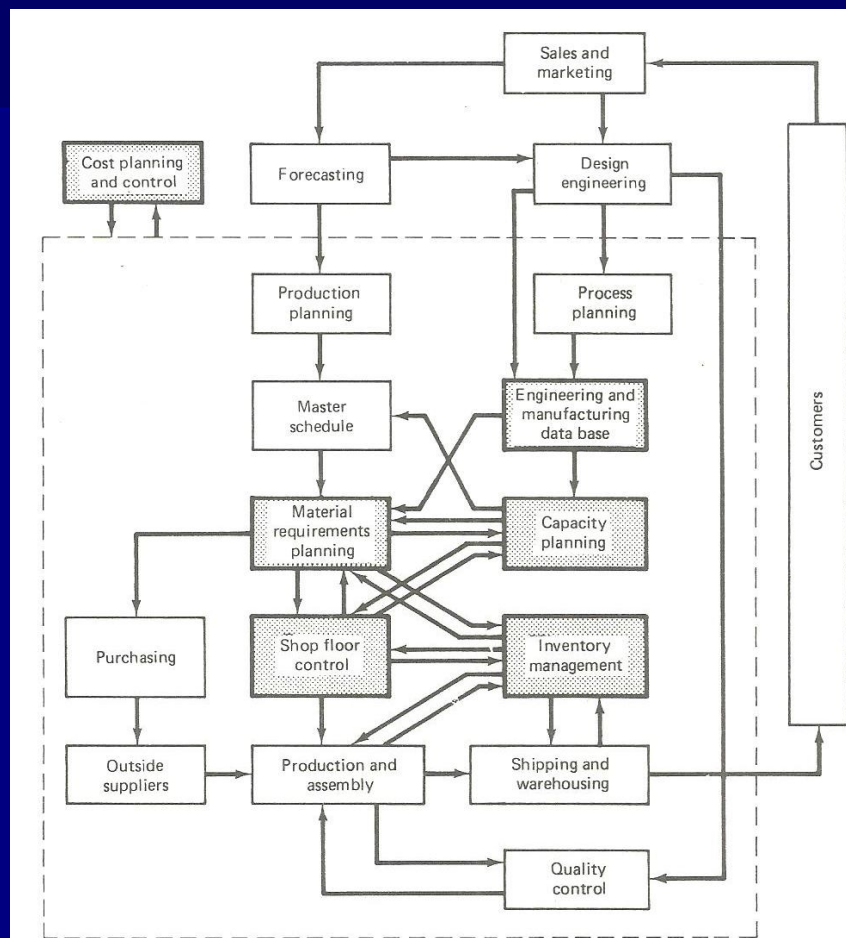 Sales and
marketing
Cost planning
and control
Forecasting
Design
engineering
Production
planning
Process
planning
Master
schedule
Engineering and
manufacturing
data base
Customers
Material
requirements
planning
Capacity
planning
Purchasing
Shop floor
control
Inventory
management
Outside
suppliers
Production and
assembly
Shipping and
warehousing
Quality
control